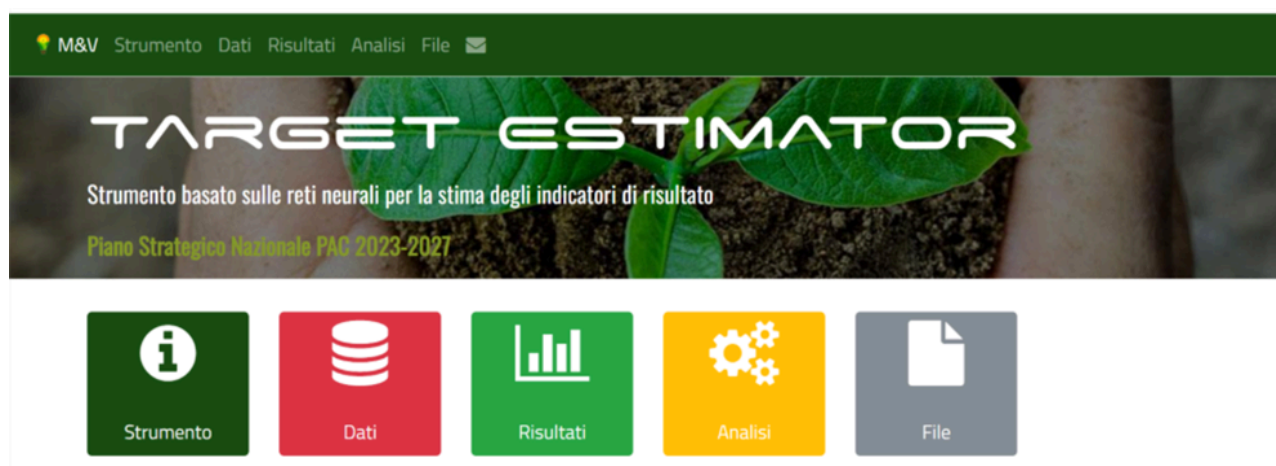 M&V Strumento Dati Risultati Analisi File
TARGET ESTIMATOR
Strumento basato sulle reti neurali per la stima degli indicatori di risultato
Piano Strategico Nazionale PAC 2023-2027
Strumento Dati Risultati Analisi File